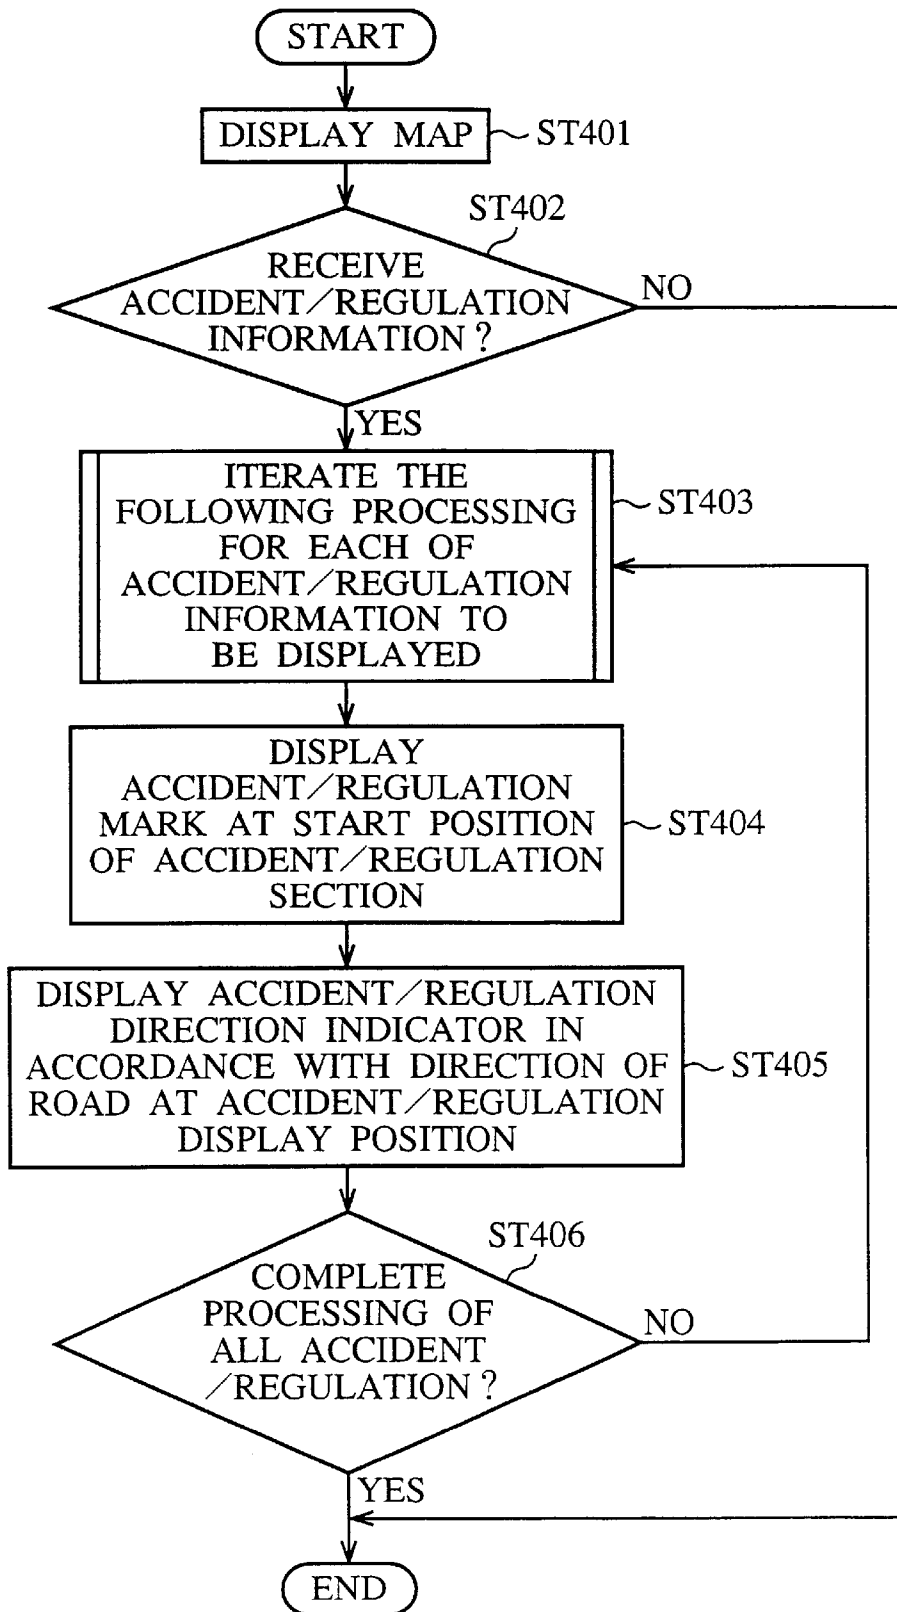 START
DISPLAY MAP
ST401
ST402
RECEIVE
ACCIDENT/REGULATION
INFORMATION?
NO
YES
ITERATE THE
FOLLOWING PROCESSING
FOR EACH OF
ACCIDENT/REGULATION
INFORMATION TO
BE DISPLAYED
ST403
DISPLAY
ACCIDENT/REGULATION
MARK AT START POSITION
OF ACCIDENT/REGULATION
SECTION
ST404
DISPLAY ACCIDENT/REGULATION
DIRECTION INDICATOR IN
ACCORDANCE WITH DIRECTION OF
ROAD AT ACCIDENT/REGULATION
DISPLAY POSITION
ST405
ST406
COMPLETE
PROCESSING OF
ALL ACCIDENT
/REGULATION?
NO
YES
END